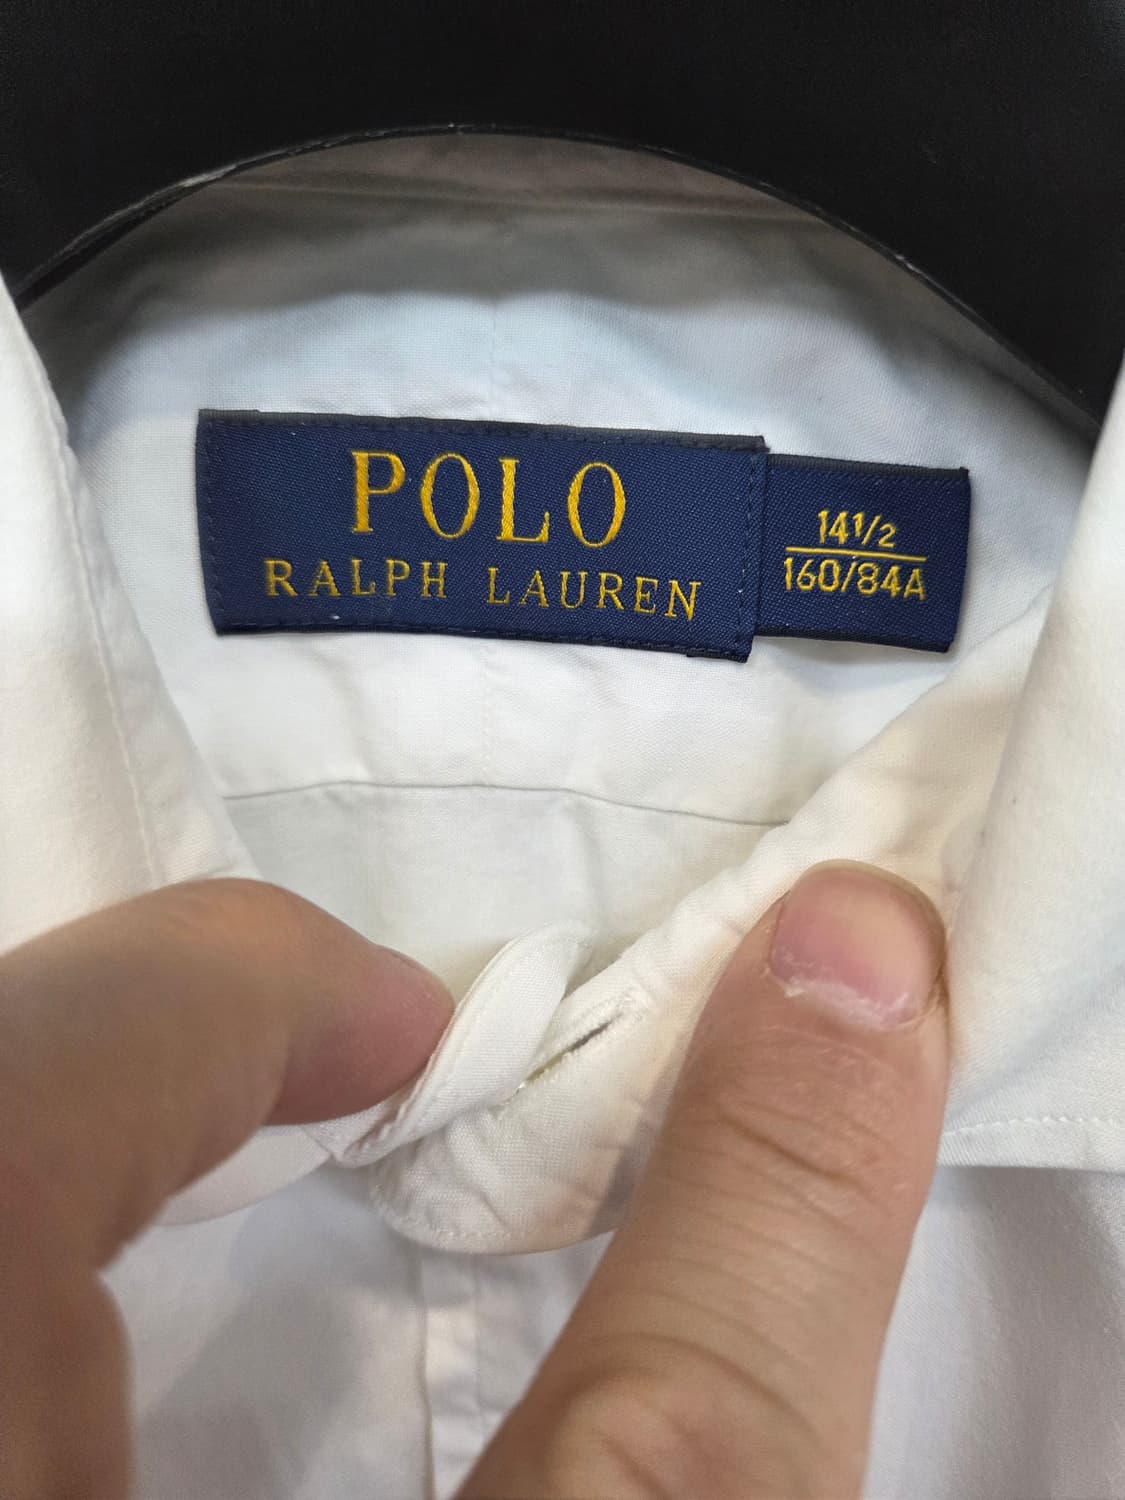 POLO
RALPH LAUREN
14½
160/84A